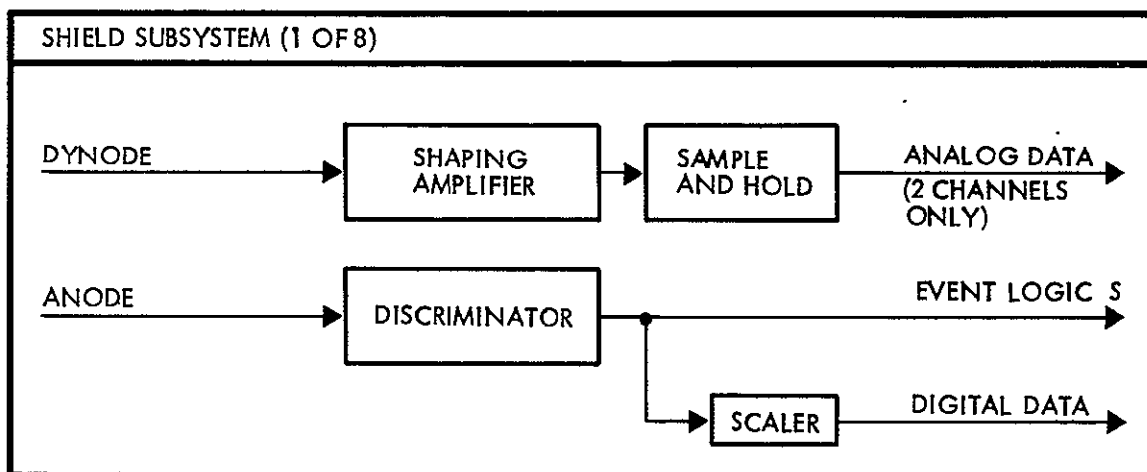 SHIELD SUBSYSTEM (1 OF 8)
DYNODE
SHAPING
AMPLIFIER
SAMPLE
AND HOLD
ANALOG DATA
(2 CHANNELS
ONLY)
ANODE
DISCRIMINATOR
EVENT LOGIC S
SCALER
DIGITAL DATA